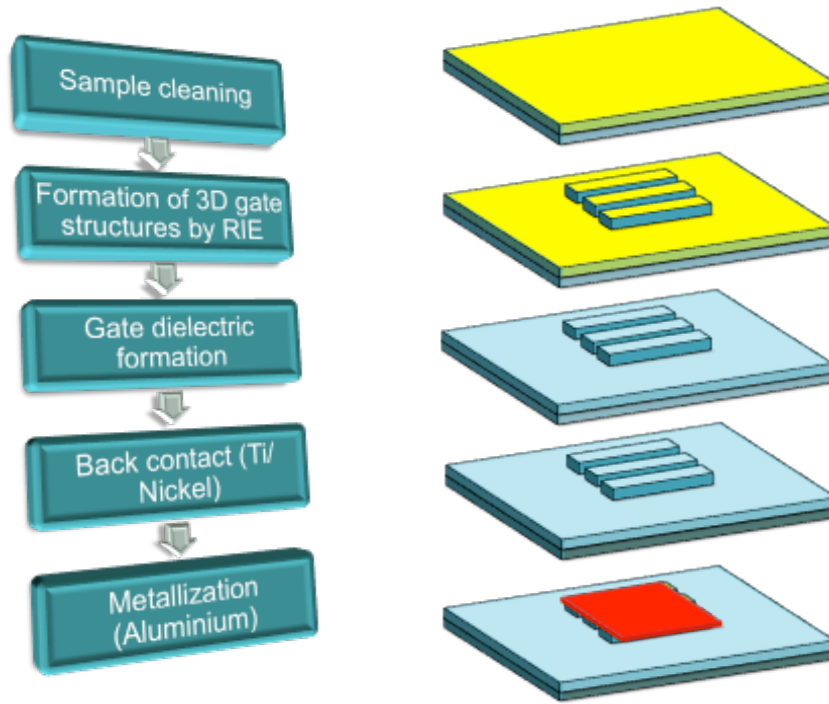 Sample cleaning
Formation of 3D gate
structures by RIE
Gate dielectric
formation
Back contact (Ti/
Nickel)
Metallization
(Aluminium)